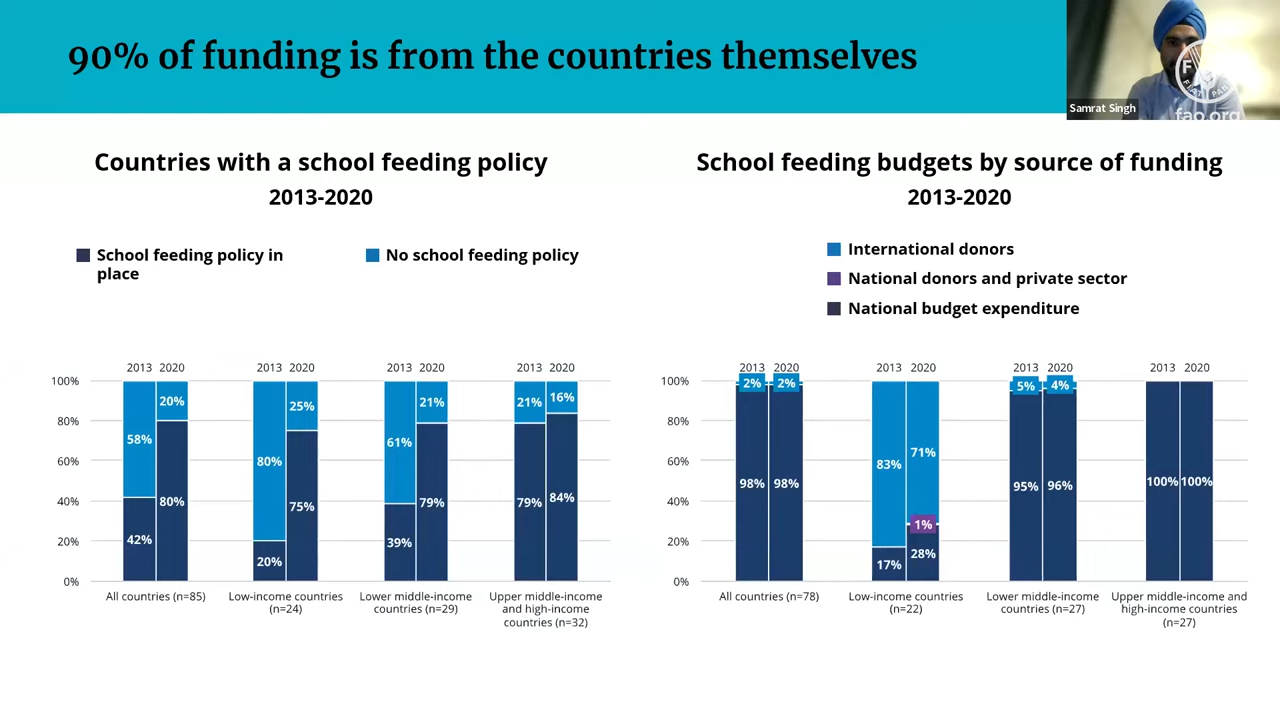 90% of funding is from the countries themselves
Samrat Singh
fao.org
Countries with a school feeding policy
2013-2020
School feeding policy in
place
No school feeding policy
2013 2020 2013 2020 2013 2020 2013 2020
100%
80%
60%
40%
20%
0%
58% 20% 80% 25% 61% 21% 21% 16%
42% 80% 20% 75% 39% 79% 79% 84%
All countries (n=85)
Low-income countries
(n=24)
Lower middle-income
countries (n=29)
Upper middle-income
and high-income
countries (n=32)
School feeding budgets by source of funding
2013-2020
International donors
National donors and private sector
National budget expenditure
2013 2020 2013 2020 2013 2020 2013 2020
100%
80%
60%
40%
20%
0%
2% 2% 83% 71% 5% 4%
1%
98% 98% 17% 28% 95% 96% 100% 100%
All countries (n=78)
Low-income countries
(n=22)
Lower middle-income
countries (n=27)
Upper middle-income and
high-income countries
(n=27)